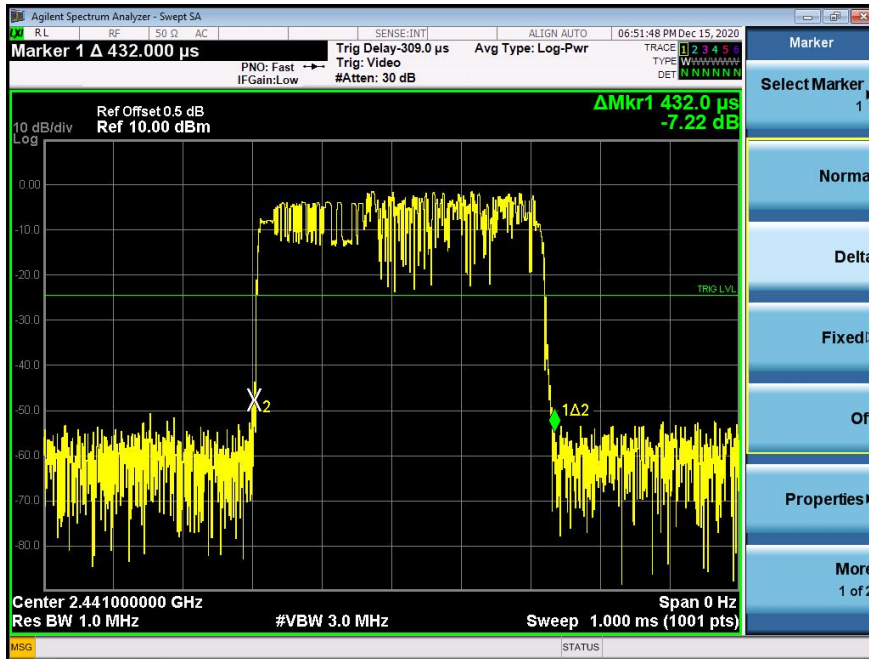 Agilent Spectrum Analyzer - Swept SA
LXI RL RF 50 Ω AC SENSE:INT ALIGN AUTO 06:51:48 PM Dec 15, 2020
Marker 1 Δ 432.000 µs
PNO: Fast
IFGain:Low
Trig Delay-309.0 µs
Trig: Video
#Atten: 30 dB
Avg Type: Log-Pwr
TRACE 1 2 3 4 5 6
TYPE WWWWWW
DET N N N N N N
ΔMkr1 432.0 µs
-7.22 dB
Ref Offset 0.5 dB
10 dB/div Ref 10.00 dBm
Log
0.00
-10.0
-20.0
TRIG LVL
-30.0
-40.0
-50.0
2
1Δ2
-60.0
-70.0
-80.0
Center 2.441000000 GHz Span 0 Hz
Res BW 1.0 MHz #VBW 3.0 MHz Sweep 1.000 ms (1001 pts)
MSG STATUS
Marker
Select Marker
1
Norma
Delta
Fixed
Of
Properties
More
1 of 2